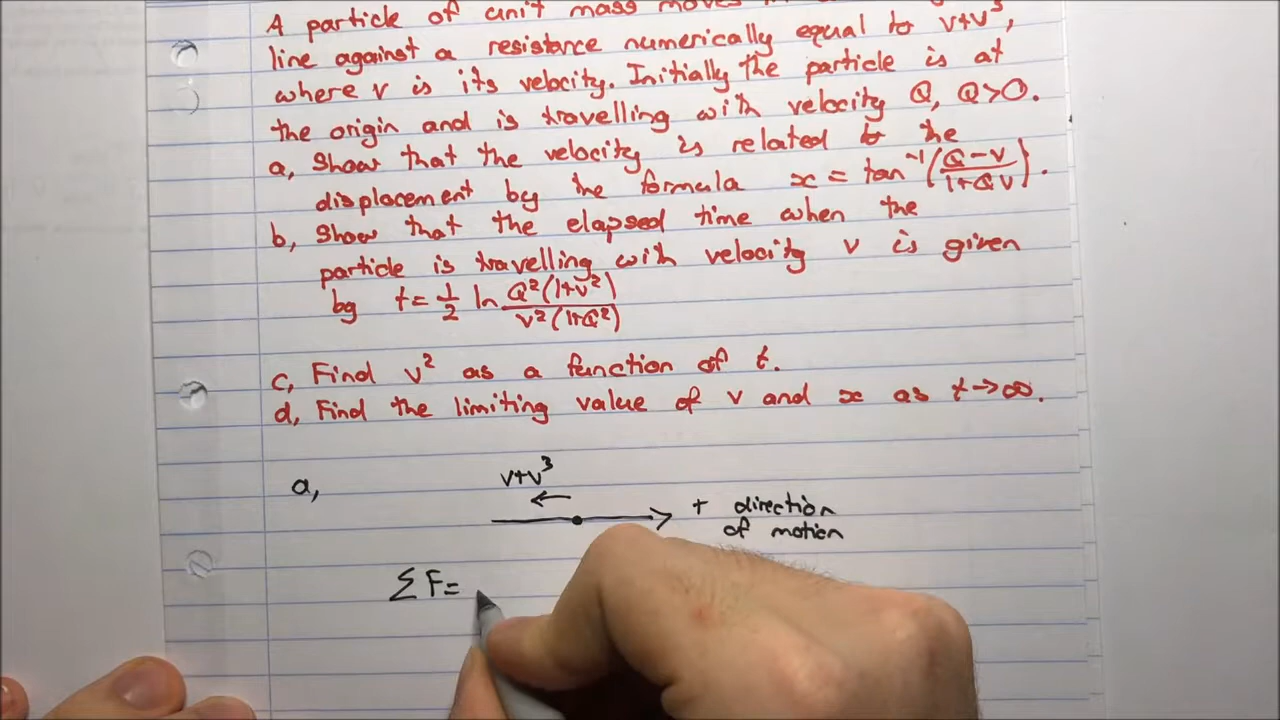 A particle of unit mass moves in a
line against a resistance numerically equal to v+v³,
where v is its velocity. Initially the particle is at
the origin and is travelling with velocity Q, Q>0.
a, Show that the velocity is related to the
displacement by the formula x = tan⁻¹(Q-v/1+Qv).
b, Show that the elapsed time when the
particle is travelling with velocity v is given
by t = 1/2 ln Q²(1+v²)/v²(1+Q²)
c, Find v² as a function of t.
d, Find the limiting value of v and x as t→∞.
a,
v+v³
←
+ direction
of motion
∑F=